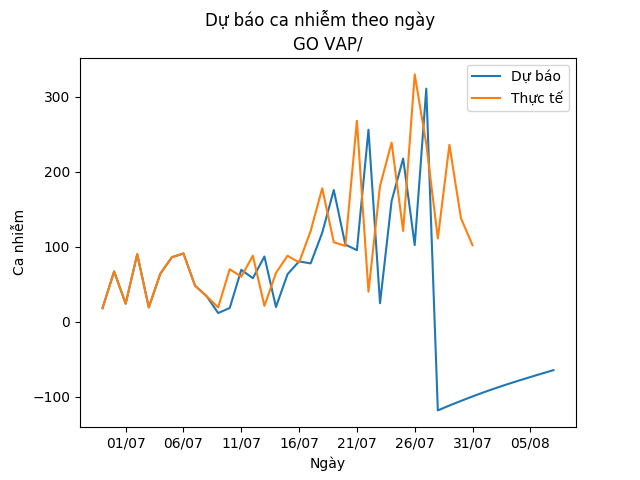 Dự báo ca nhiễm theo ngày
GO VAP/
Dự báo
Thực tế
300
200
100
0
−100
Ca nhiễm
01/07 06/07 11/07 16/07 21/07 26/07 31/07 05/08
Ngày